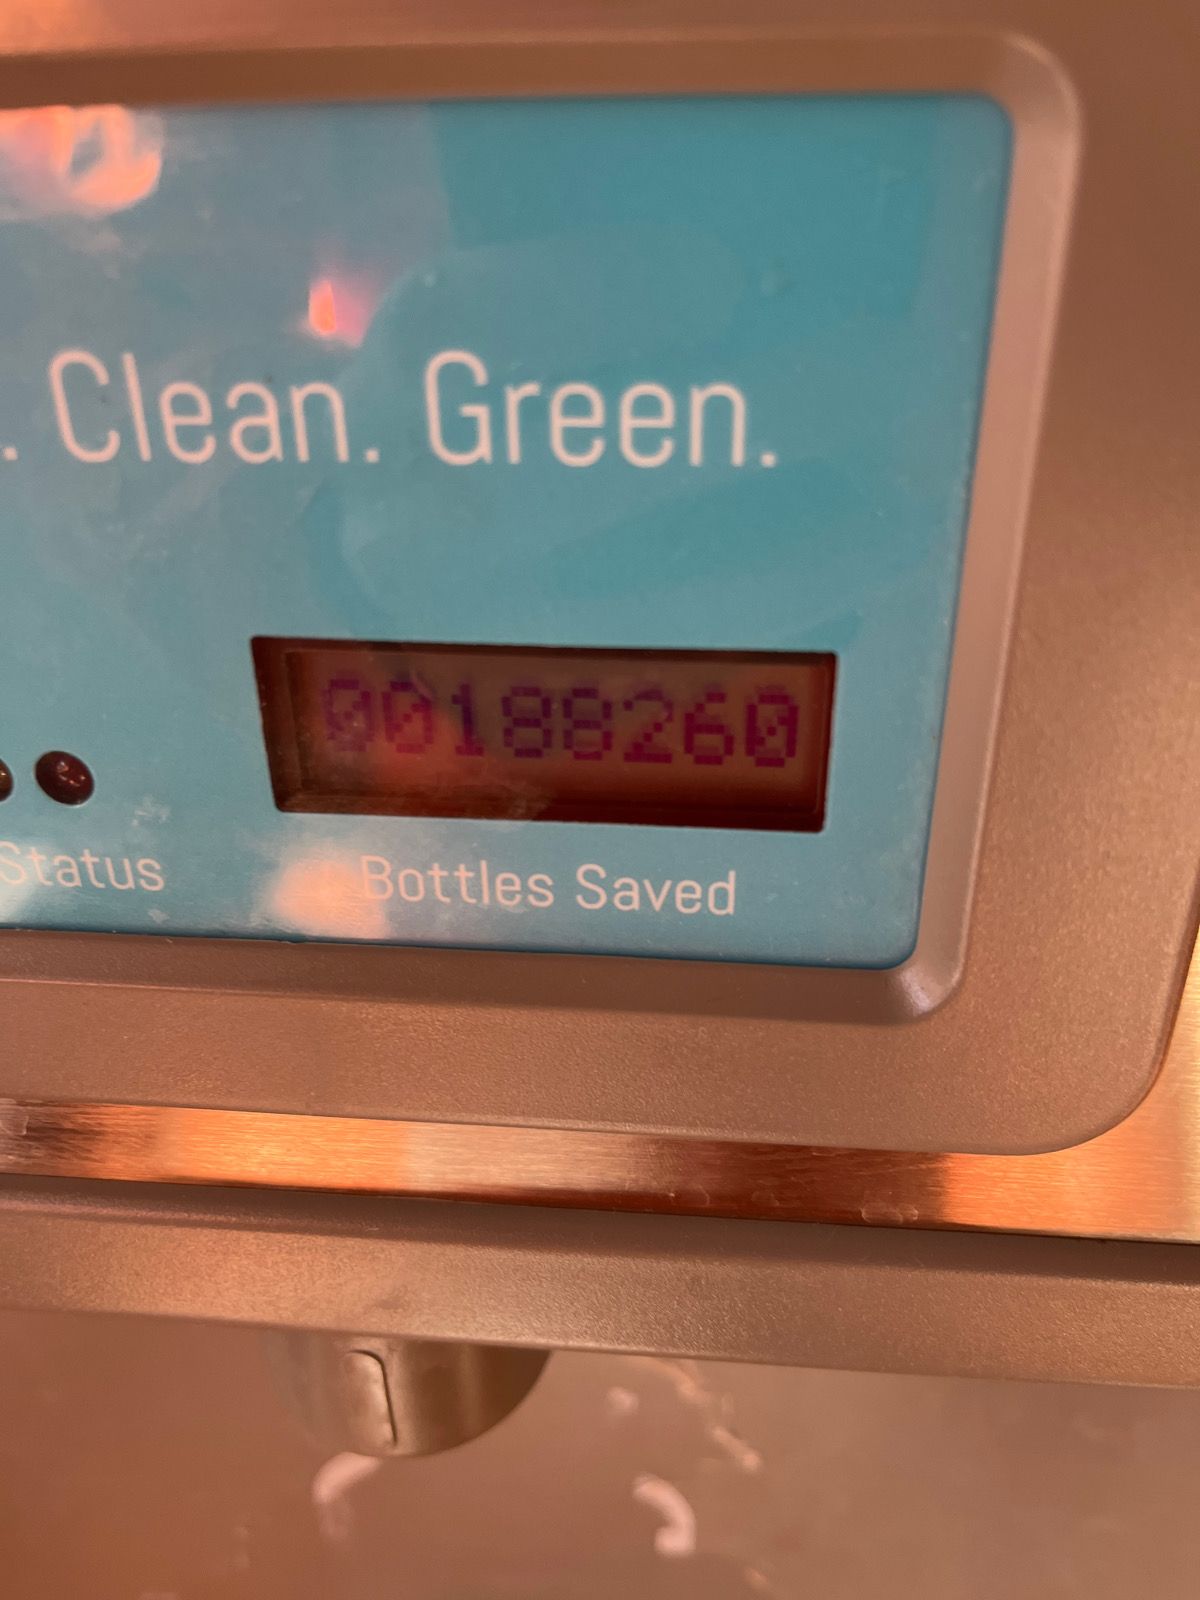 . Clean. Green.
00188260
Status
Bottles Saved